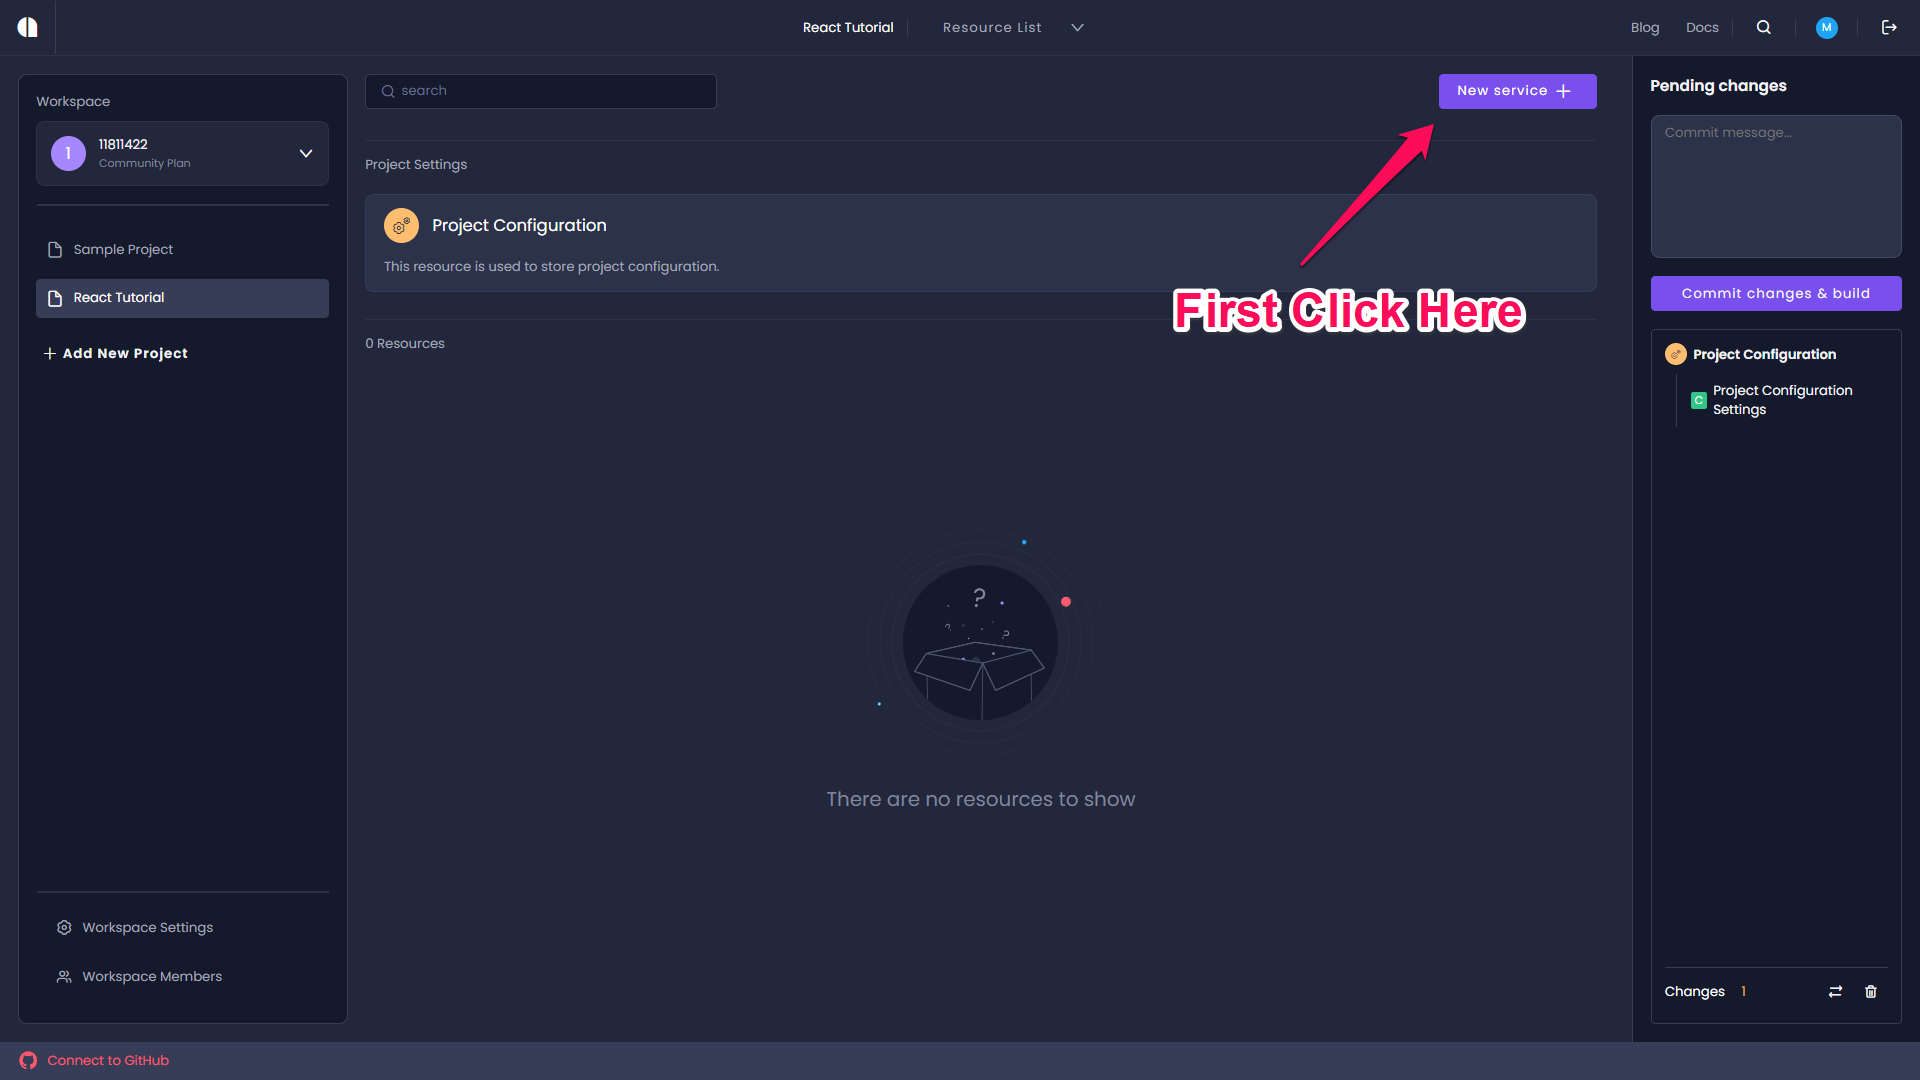 React Tutorial
Resource List
Blog
Docs
M
Workspace
1
11811422
Community Plan
Sample Project
React Tutorial
+ Add New Project
Workspace Settings
Workspace Members
search
New service +
Project Settings
Project Configuration
This resource is used to store project configuration.
First Click Here
0 Resources
?
There are no resources to show
Pending changes
Commit message...
Commit changes & build
Project Configuration
C
Project Configuration
Settings
Changes 1
Connect to GitHub